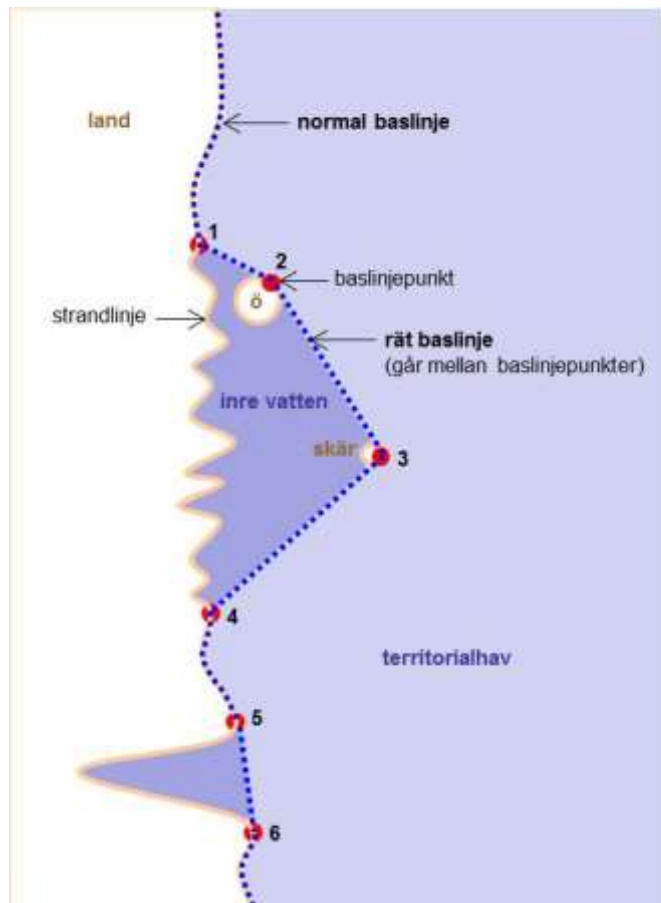 land
normal baslinje
1
2
baslinjepunkt
ö
strandlinje
rät baslinje
(går mellan baslinjepunkter)
inre vatten
skär
3
4
territorialhav
5
6